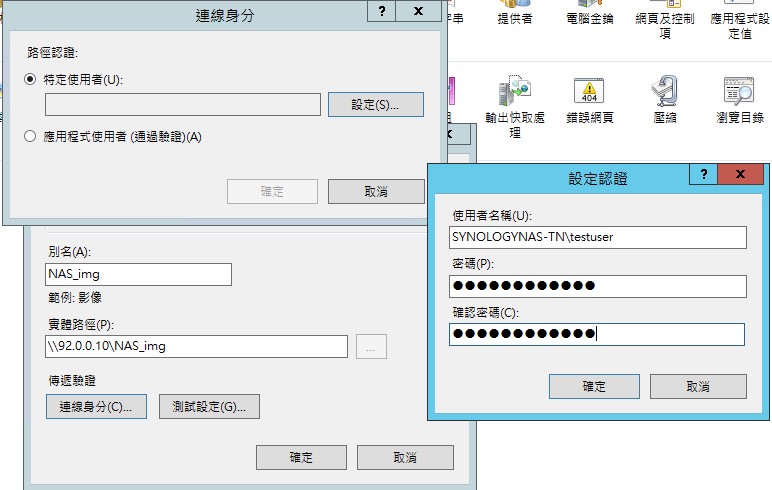 連線身分
?
x
路徑認證:
特定使用者(U):
設定(S)...
應用程式使用者 (通過驗證)(A)
確定
取消
提供者
電腦金鑰
網頁及控制項
應用程式設定值
輸出快取處理
404
錯誤網頁
壓縮
瀏覽目錄
x
別名(A):
NAS_img
範例: 影像
實體路徑(P):
\\92.0.0.10\NAS_img
...
傳遞驗證
連線身分(C)...
測試設定(G)...
確定
取消
設定認證
?
x
使用者名稱(U):
SYNOLOGYNAS-TN\testuser
密碼(P):
●●●●●●●●●●●●
確認密碼(C):
●●●●●●●●●●●●
確定
取消